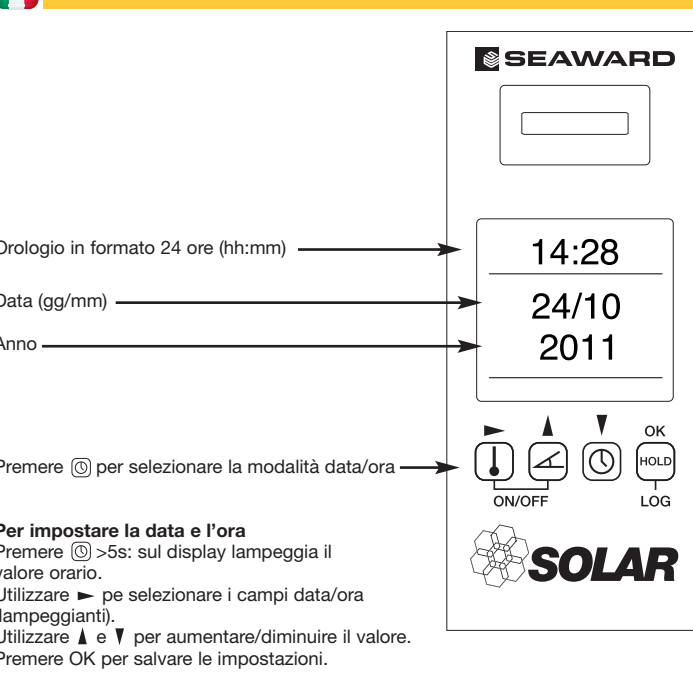 SEAWARD
Orologio in formato 24 ore (hh:mm)
14:28
Data (gg/mm)
24/10
Anno
2011
► ▲ ▼ OK
Premere per selezionare la modalità data/ora
HOLD
ON/OFF LOG
Per impostare la data e l'ora
Premere >5s: sul display lampeggia il
valore orario.
Utilizzare ► pe selezionare i campi data/ora
lampeggianti).
Utilizzare ▲ e ▼ per aumentare/diminuire il valore.
Premere OK per salvare le impostazioni.
SOLAR